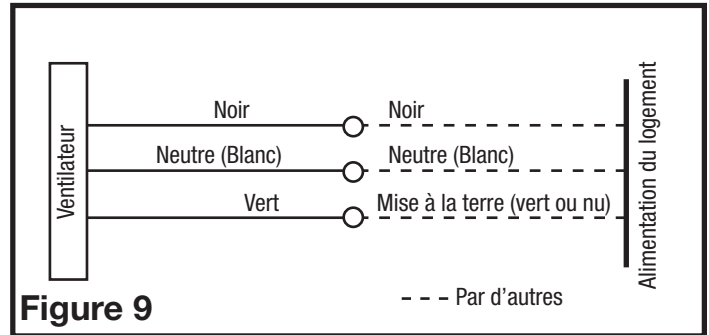 Ventilateur
Noir
Noir
Neutre (Blanc)
Neutre (Blanc)
Vert
Mise à la terre (vert ou nu)
Alimentation du logement
Figure 9
Par d'autres